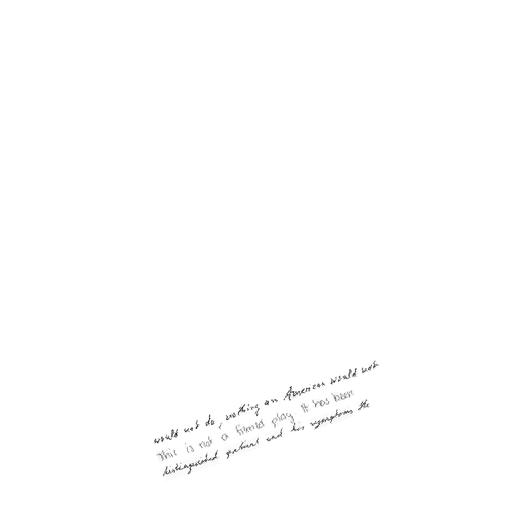 would not do, nothing an American would not
This is not a filmed play. It has been
distinguished patient and his symptoms the